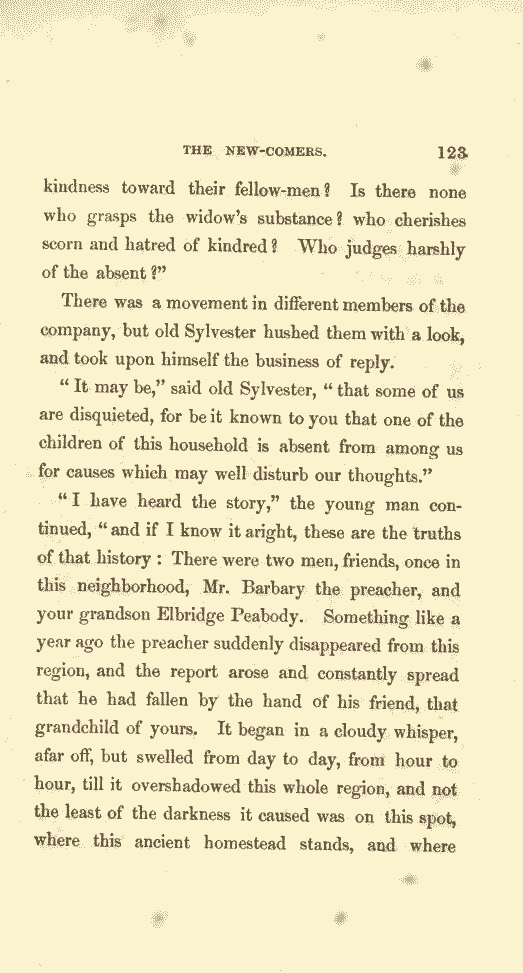 THE NEW-COMERS. 123
kindness toward their fellow-men? Is there none
who grasps the widow's substance? who cherishes
scorn and hatred of kindred? Who judges harshly
of the absent?”
There was a movement in different members of the
company, but old Sylvester hushed them with a look,
and took upon himself the business of reply.
“It may be,” said old Sylvester, “that some of us
are disquieted, for be it known to you that one of the
children of this household is absent from among us
for causes which may well disturb our thoughts.”
“I have heard the story,” the young man con-
tinued, “and if I know it aright, these are the truths
of that history: There were two men, friends, once in
this neighborhood, Mr. Barbary the preacher, and
your grandson Elbridge Peabody. Something like a
year ago the preacher suddenly disappeared from this
region, and the report arose and constantly spread
that he had fallen by the hand of his friend, that
grandchild of yours. It began in a cloudy whisper,
afar off, but swelled from day to day, from hour to
hour, till it overshadowed this whole region, and not
the least of the darkness it caused was on this spot,
where this ancient homestead stands, and where